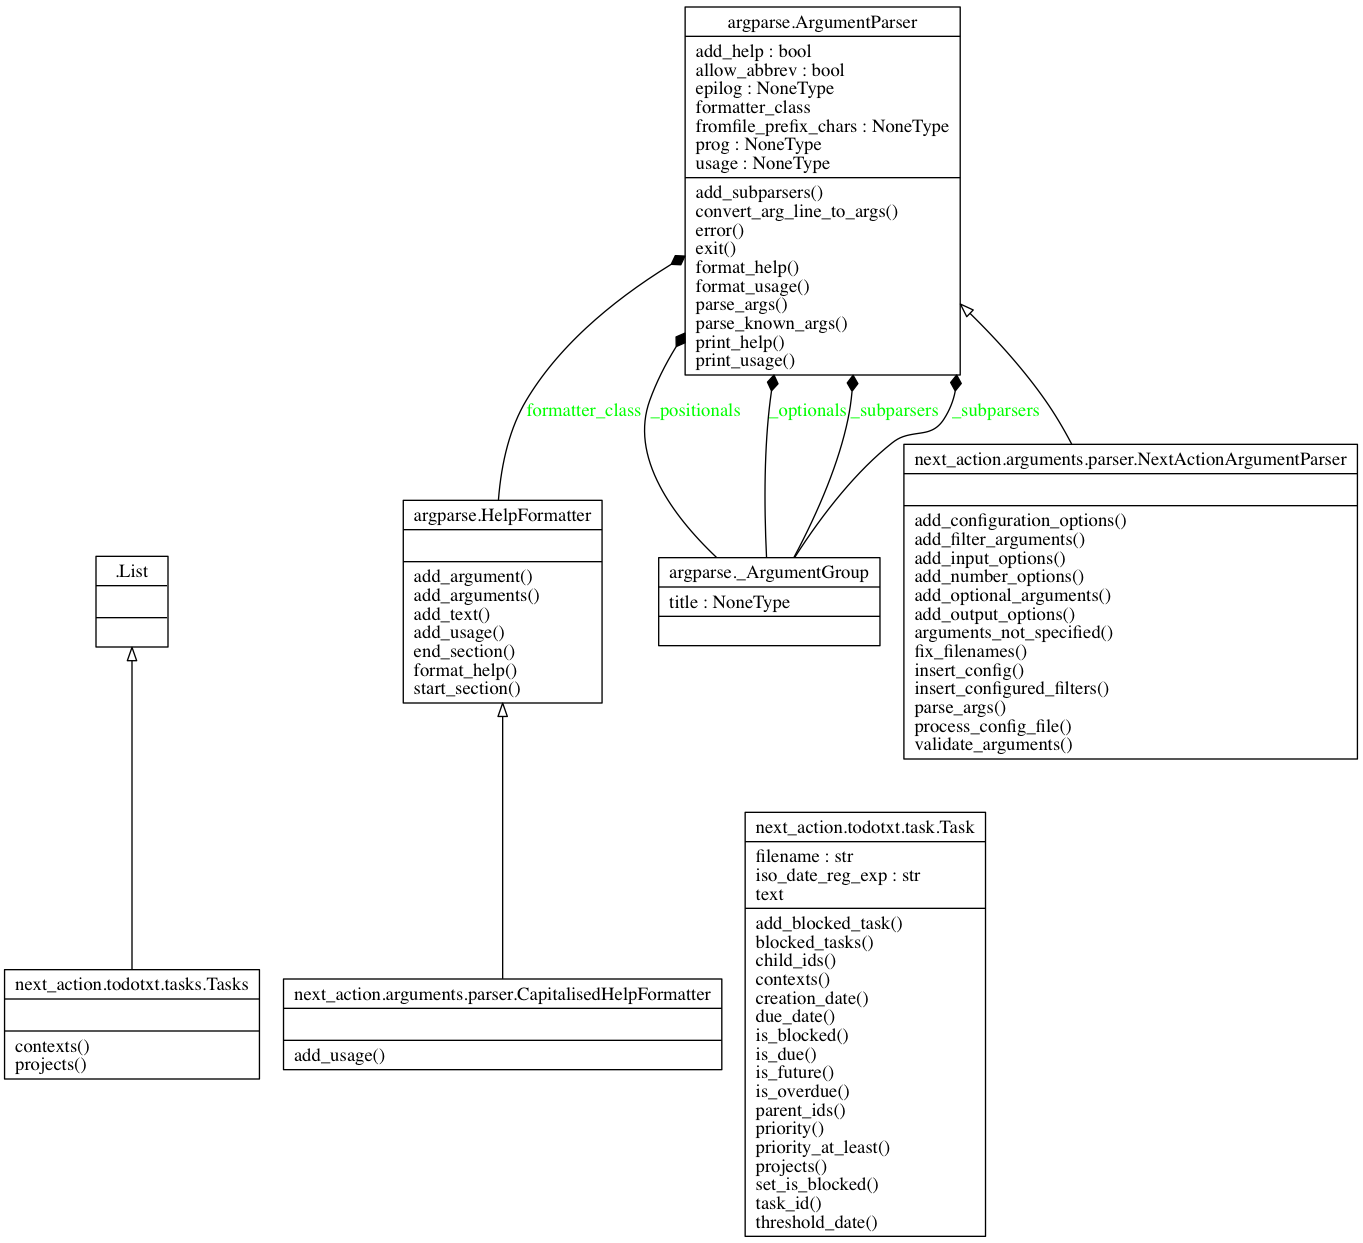 argparse.ArgumentParser
add_help : bool
allow_abbrev : bool
epilog : NoneType
formatter_class
fromfile_prefix_chars : NoneType
prog : NoneType
usage : NoneType
add_subparsers()
convert_arg_line_to_args()
error()
exit()
format_help()
format_usage()
parse_args()
parse_known_args()
print_help()
print_usage()
formatter_class
_positionals
_optionals
_subparsers
_subparsers
next_action.arguments.parser.NextActionArgumentParser
add_configuration_options()
add_filter_arguments()
add_input_options()
add_number_options()
add_optional_arguments()
add_output_options()
arguments_not_specified()
fix_filenames()
insert_config()
insert_configured_filters()
parse_args()
process_config_file()
validate_arguments()
argparse.HelpFormatter
add_argument()
add_arguments()
add_text()
add_usage()
end_section()
format_help()
start_section()
argparse._ArgumentGroup
title : NoneType
.List
next_action.todotxt.task.Task
filename : str
iso_date_reg_exp : str
text
add_blocked_task()
blocked_tasks()
child_ids()
contexts()
creation_date()
due_date()
is_blocked()
is_due()
is_future()
is_overdue()
parent_ids()
priority()
priority_at_least()
projects()
set_is_blocked()
task_id()
threshold_date()
next_action.todotxt.tasks.Tasks
contexts()
projects()
next_action.arguments.parser.CapitalisedHelpFormatter
add_usage()